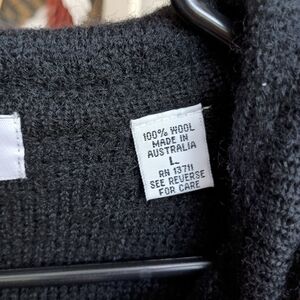 100% WOOL
MADE IN
AUSTRALIA
L
RN 13711
SEE REVERSE
FOR CARE